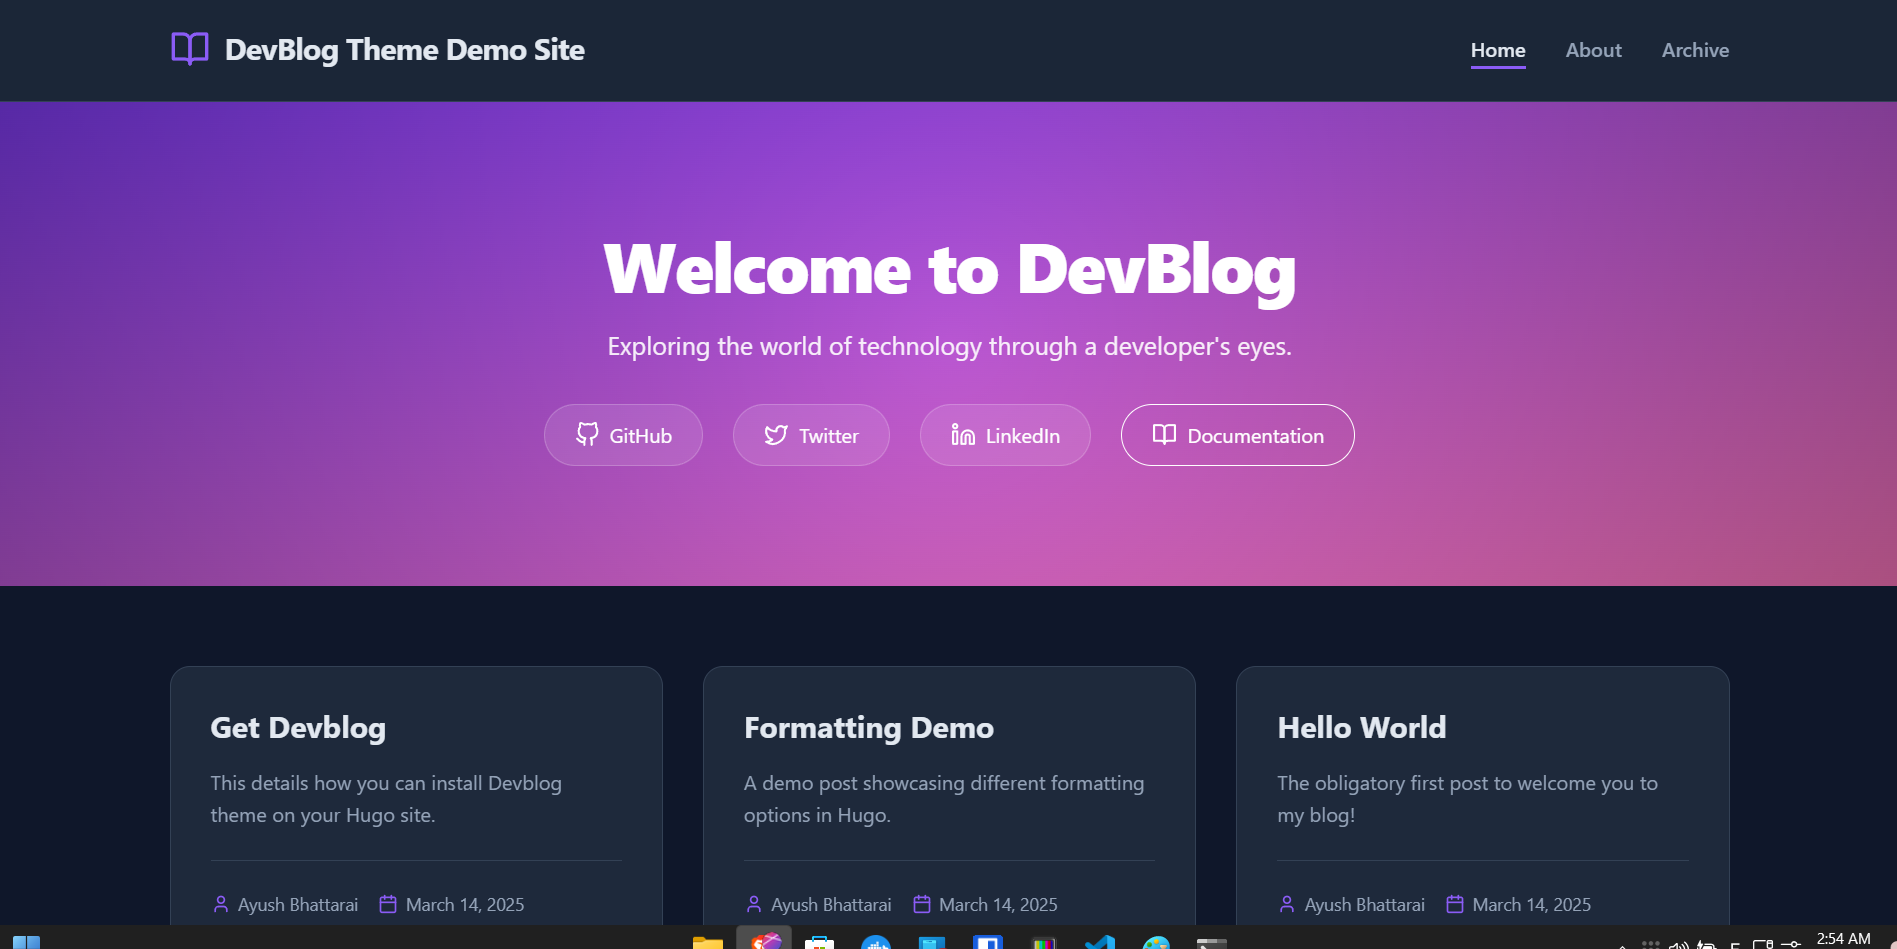 DevBlog Theme Demo Site
Home About Archive
Welcome to DevBlog
Exploring the world of technology through a developer's eyes.
GitHub Twitter LinkedIn Documentation
Get Devblog
This details how you can install Devblog
theme on your Hugo site.
Ayush Bhattarai March 14, 2025
Formatting Demo
A demo post showcasing different formatting
options in Hugo.
Ayush Bhattarai March 14, 2025
Hello World
The obligatory first post to welcome you to
my blog!
Ayush Bhattarai March 14, 2025
2:54 AM